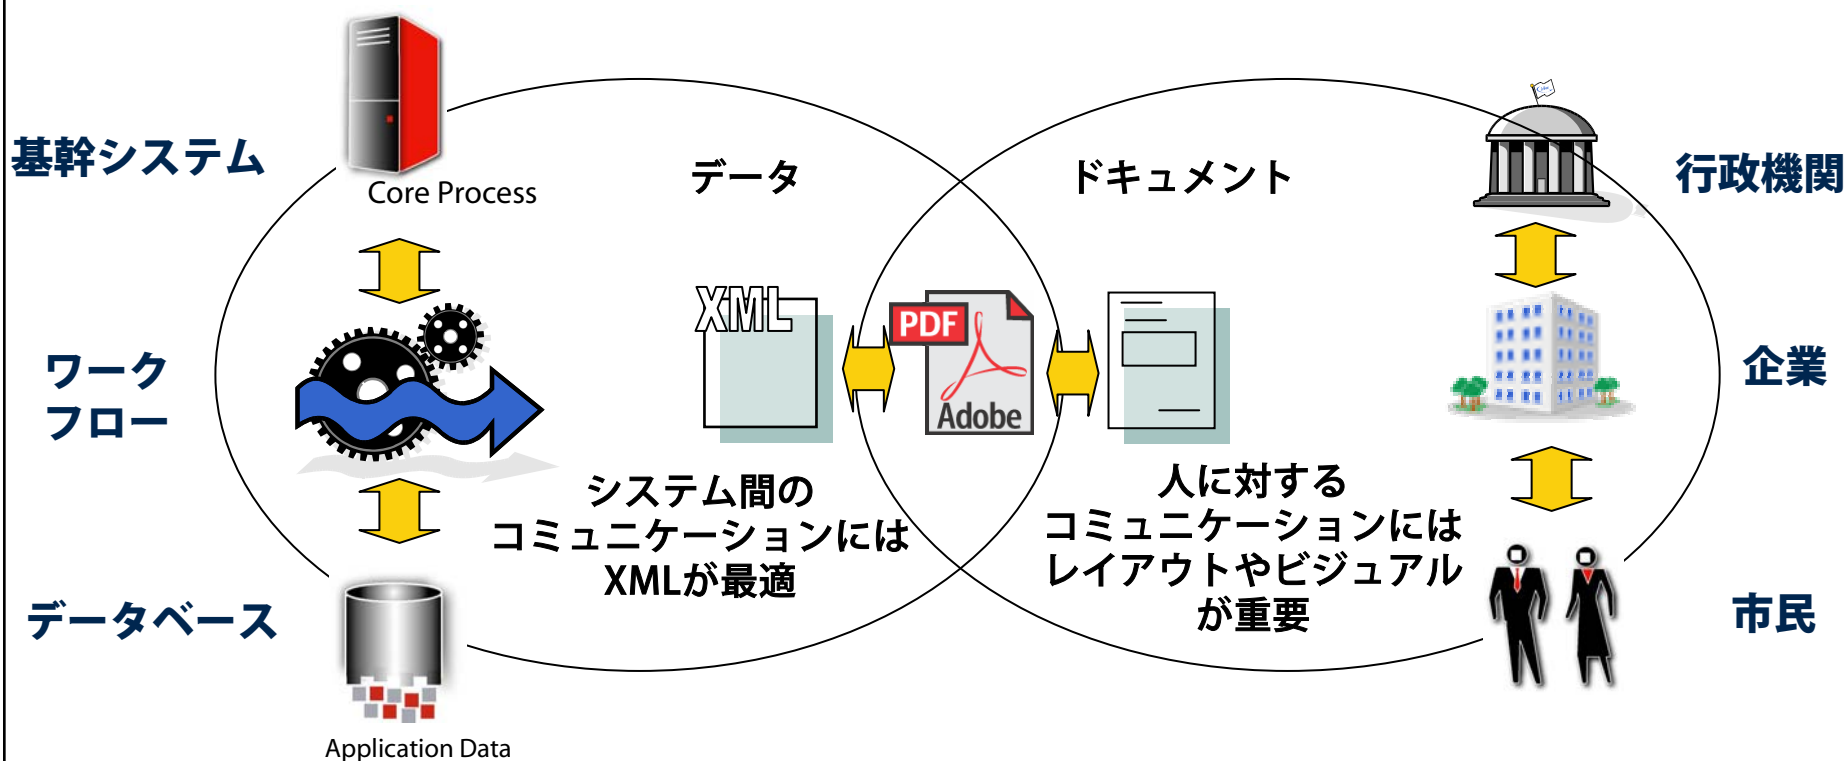 基幹システム
Core Process
データ
ドキュメント
行政機関
ワーク
フロー
XML
PDF
Adobe
企業
システム間の
コミュニケーションには
XMLが最適
人に対する
コミュニケーションには
レイアウトやビジュアル
が重要
データベース
市民
Application Data